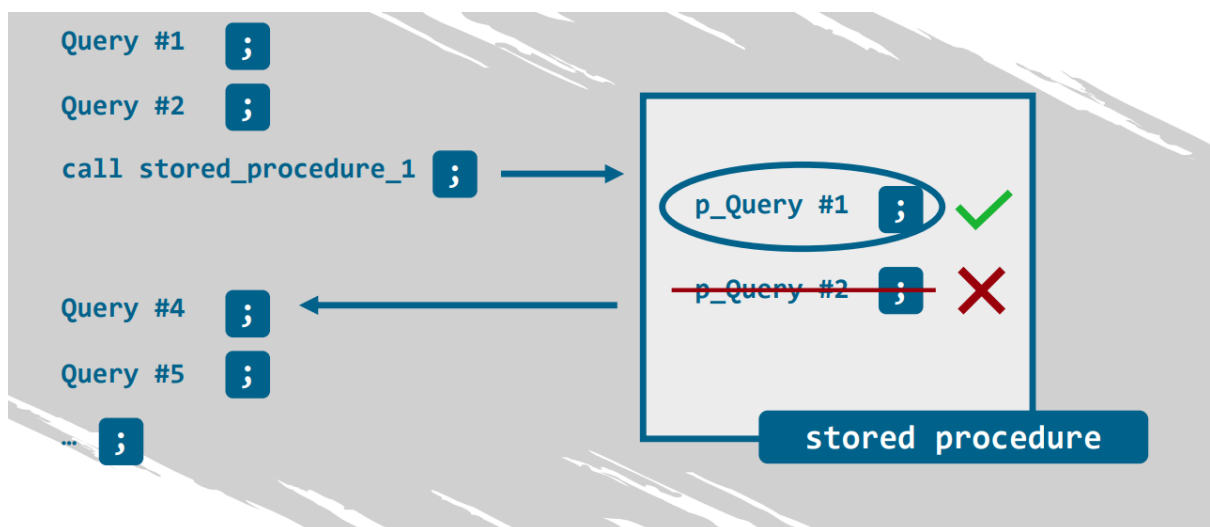 Query #1 ;
Query #2 ;
call stored_procedure_1 ;
p_Query #1 ;
p_Query #2 ;
Query #4 ;
Query #5 ;
… ;
stored procedure